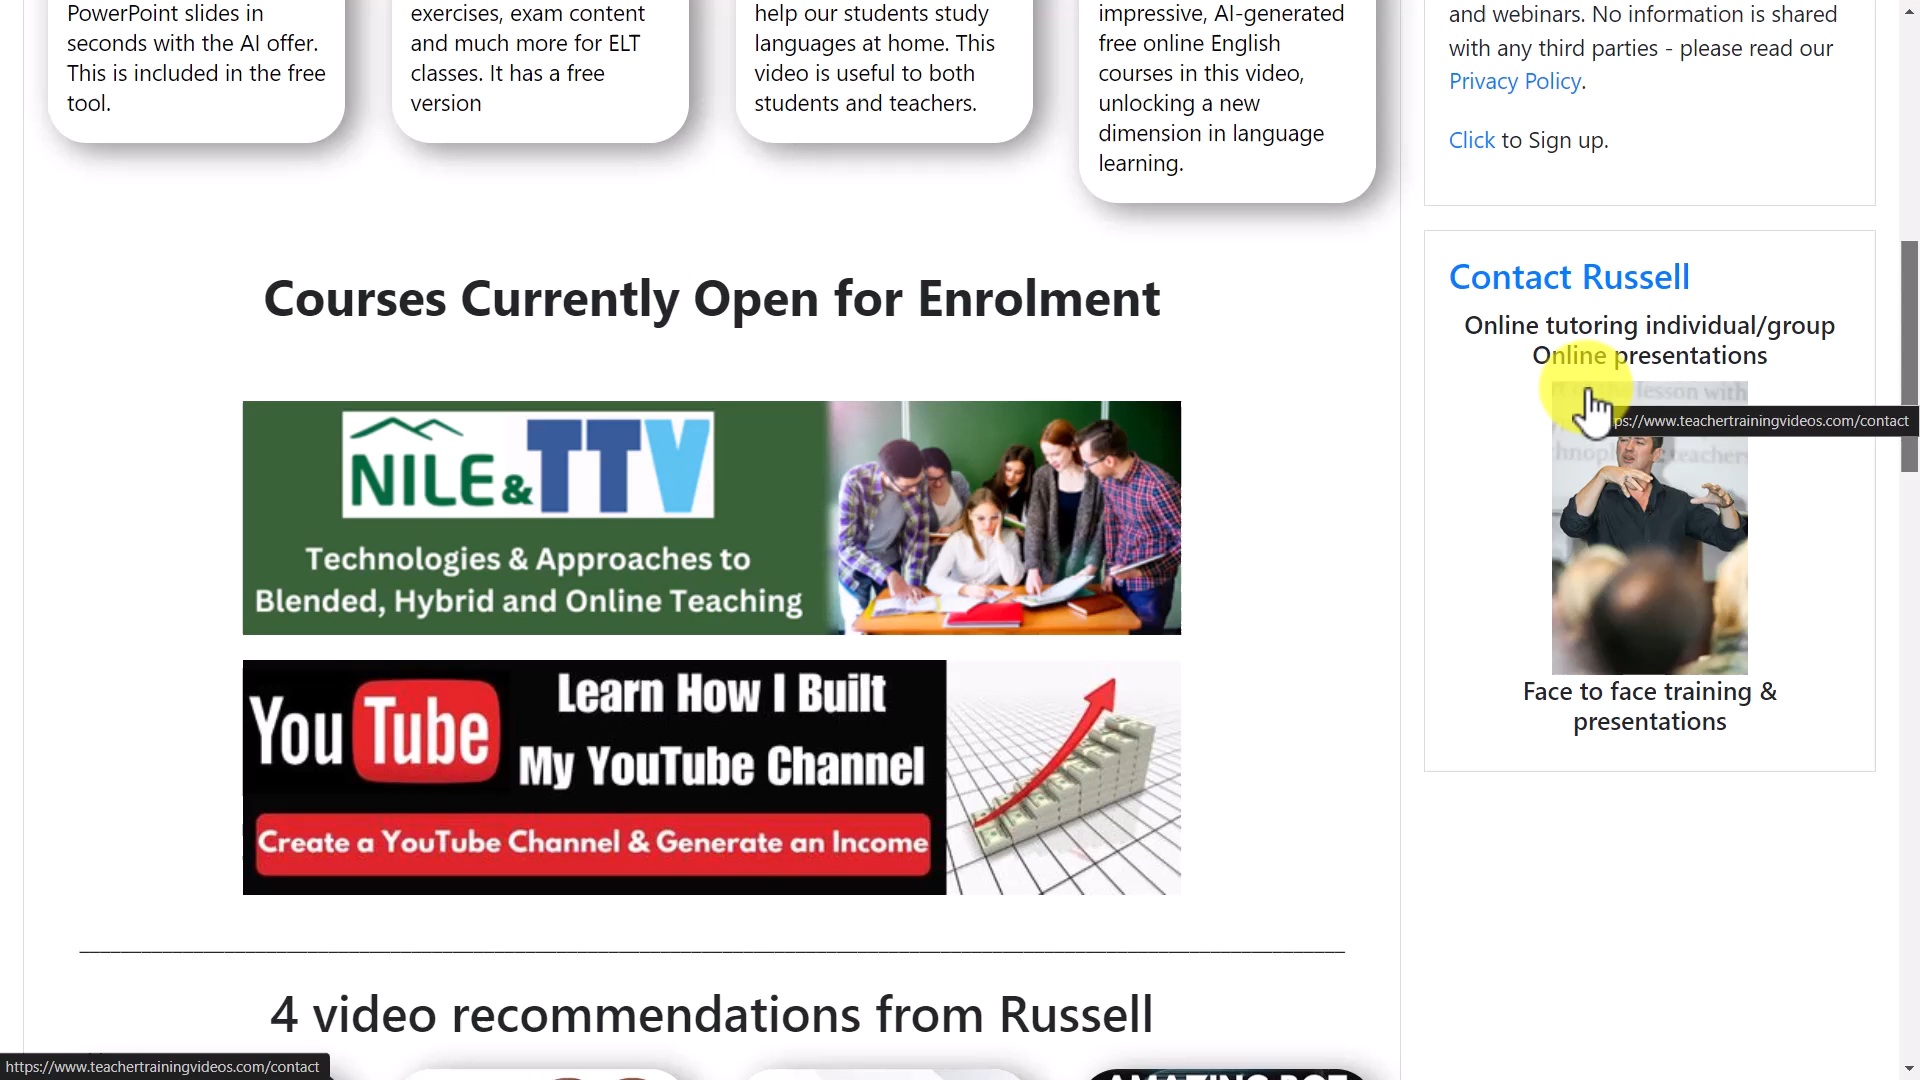 PowerPoint slides in
seconds with the AI offer.
This is included in the free
tool.
exercises, exam content
and much more for ELT
classes. It has a free
version
help our students study
languages at home. This
video is useful to both
students and teachers.
impressive, AI-generated
free online English
courses in this video,
unlocking a new
dimension in language
learning.
and webinars. No information is shared
with any third parties - please read our
Privacy Policy.
Click to Sign up.
Courses Currently Open for Enrolment
NILE & TTV
Technologies & Approaches to
Blended, Hybrid and Online Teaching
YouTube
Learn How I Built
My YouTube Channel
Create a YouTube Channel & Generate an Income
4 video recommendations from Russell
Contact Russell
Online tutoring individual/group
Online presentations
lesson with
ps://www.teachertrainingvideos.com/contact
teacher
Face to face training &
presentations
https://www.teachertrainingvideos.com/contact